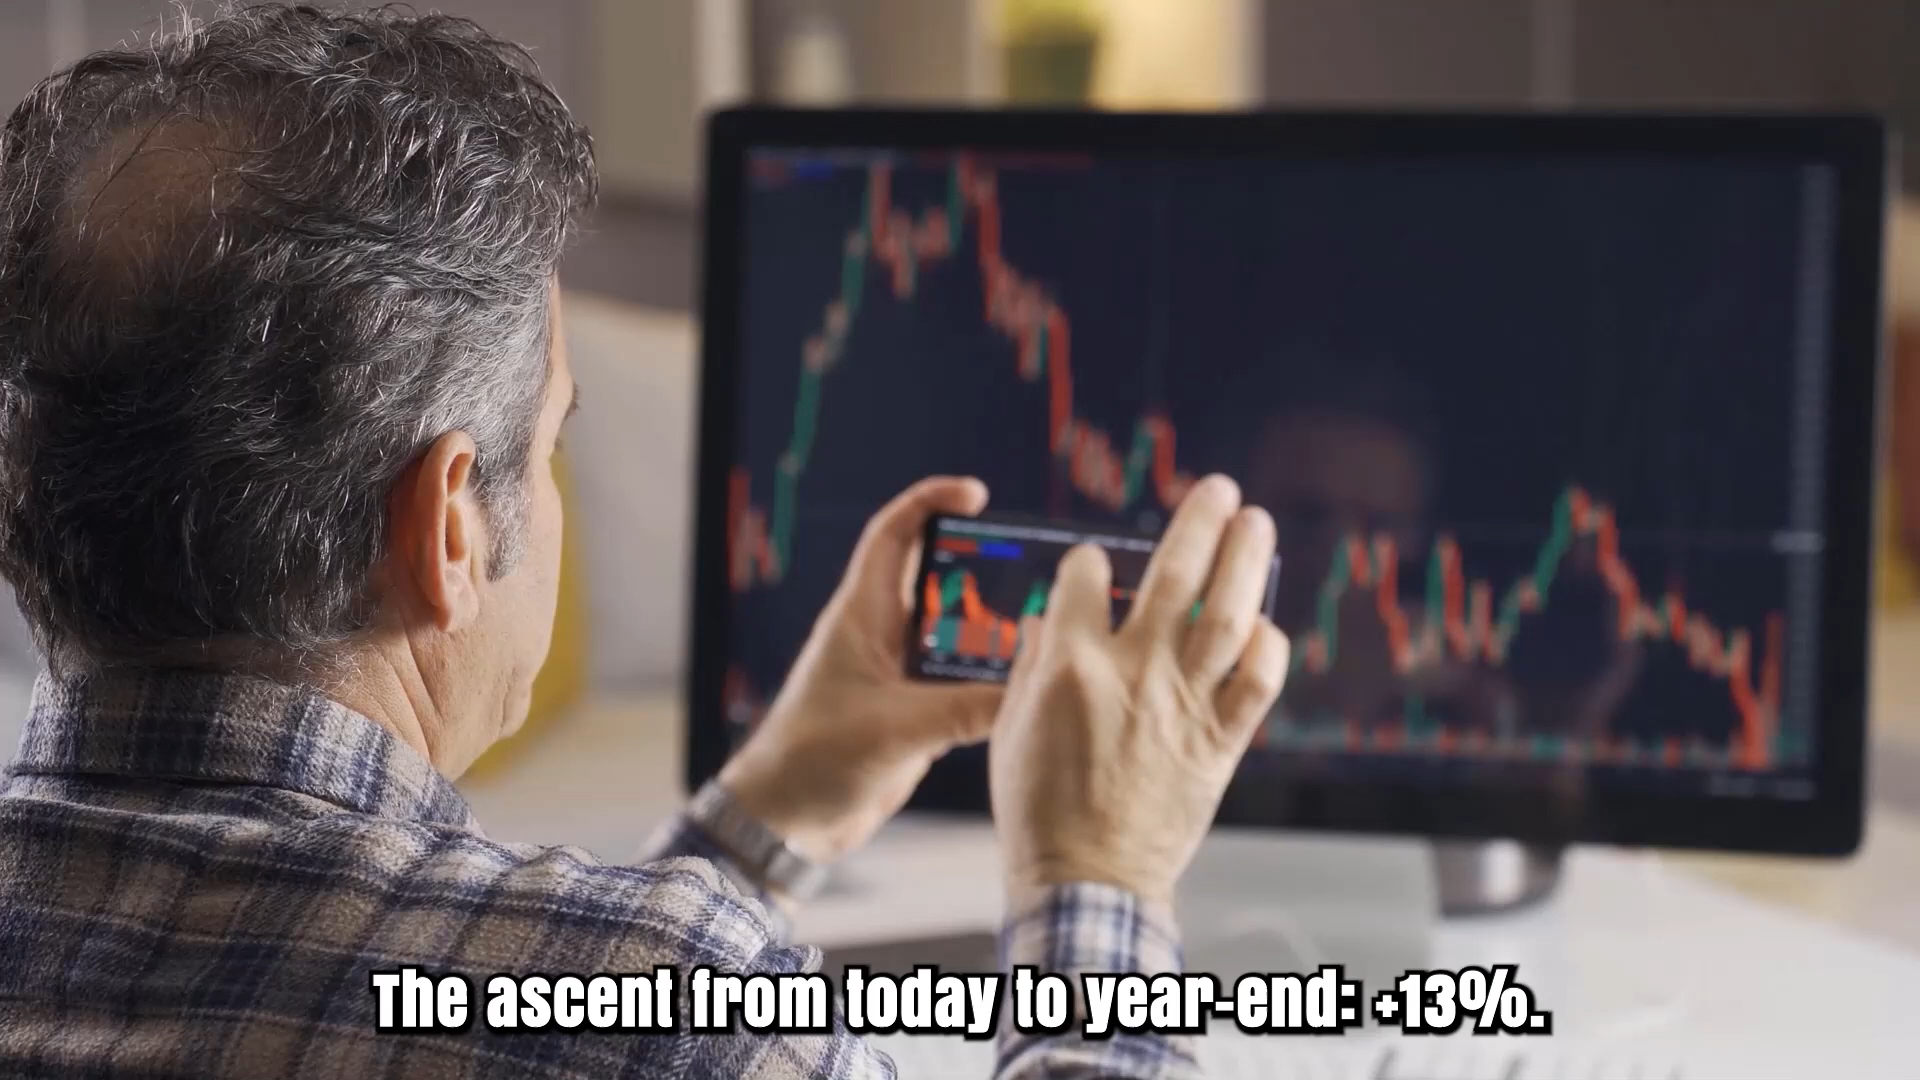 The ascent from today to year-end: +13%.